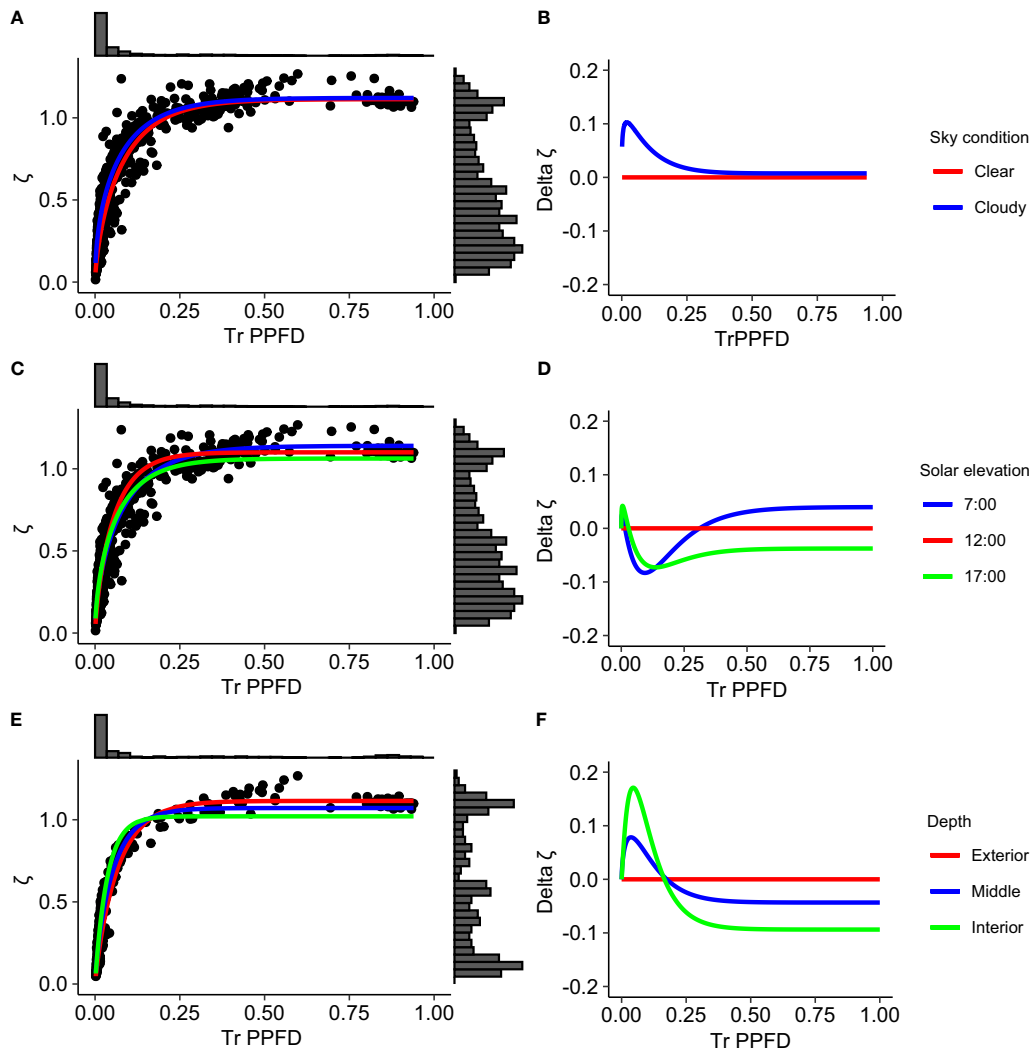 A
ζ
1.0
0.5
0.0
0.00 0.25 0.50 0.75 1.00
Tr PPFD
B
Delta ζ
0.2
0.1
0.0
-0.1
-0.2
0.00 0.25 0.50 0.75 1.00
TrPPFD
Sky condition
Clear
Cloudy
C
ζ
1.0
0.5
0.0
0.00 0.25 0.50 0.75 1.00
Tr PPFD
D
Delta ζ
0.2
0.1
0.0
-0.1
-0.2
0.00 0.25 0.50 0.75 1.00
Tr PPFD
Solar elevation
7:00
12:00
17:00
E
ζ
1.0
0.5
0.0
0.00 0.25 0.50 0.75 1.00
Tr PPFD
F
Delta ζ
0.2
0.1
0.0
-0.1
-0.2
0.00 0.25 0.50 0.75 1.00
Tr PPFD
Depth
Exterior
Middle
Interior